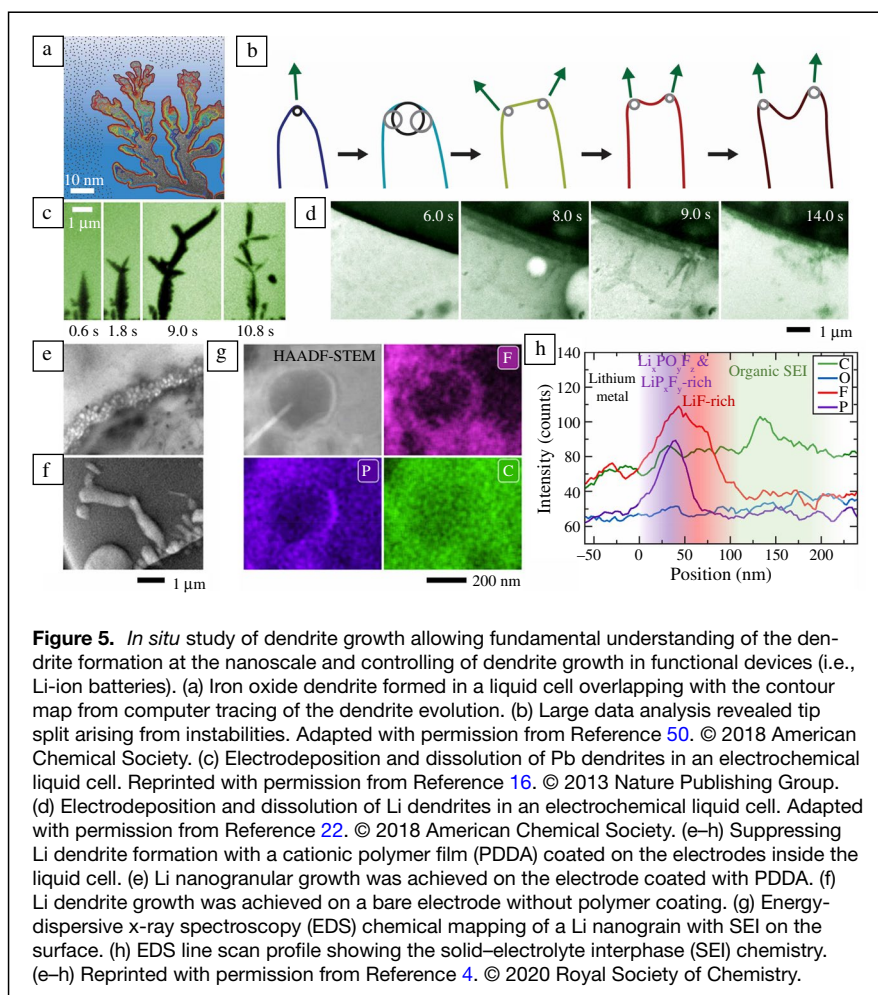 a
b
10 nm
c
1 μm
0.6 s
1.8 s
9.0 s
10.8 s
d
6.0 s
8.0 s
9.0 s
14.0 s
1 μm
e
f
1 μm
g
HAADF-STEM
F
P
C
200 nm
h
140
120
100
80
60
40
60
Intensity (counts)
Lithium
metal
LiₓPOᵧF_z &
LiPₓFᵧ-rich
LiF-rich
Organic SEI
C
O
F
P
−50
0
50
100
150
200
Position (nm)
Figure 5. In situ study of dendrite growth allowing fundamental understanding of the den-
drite formation at the nanoscale and controlling of dendrite growth in functional devices (i.e.,
Li-ion batteries). (a) Iron oxide dendrite formed in a liquid cell overlapping with the contour
map from computer tracing of the dendrite evolution. (b) Large data analysis revealed tip
split arising from instabilities. Adapted with permission from Reference 50. © 2018 American
Chemical Society. (c) Electrodeposition and dissolution of Pb dendrites in an electrochemical
liquid cell. Reprinted with permission from Reference 16. © 2013 Nature Publishing Group.
(d) Electrodeposition and dissolution of Li dendrites in an electrochemical liquid cell. Adapted
with permission from Reference 22. © 2018 American Chemical Society. (e–h) Suppressing
Li dendrite formation with a cationic polymer film (PDDA) coated on the electrodes inside the
liquid cell. (e) Li nanogranular growth was achieved on the electrode coated with PDDA. (f)
Li dendrite growth was achieved on a bare electrode without polymer coating. (g) Energy-
dispersive x-ray spectroscopy (EDS) chemical mapping of a Li nanograin with SEI on the
surface. (h) EDS line scan profile showing the solid–electrolyte interphase (SEI) chemistry.
(e–h) Reprinted with permission from Reference 4. © 2020 Royal Society of Chemistry.